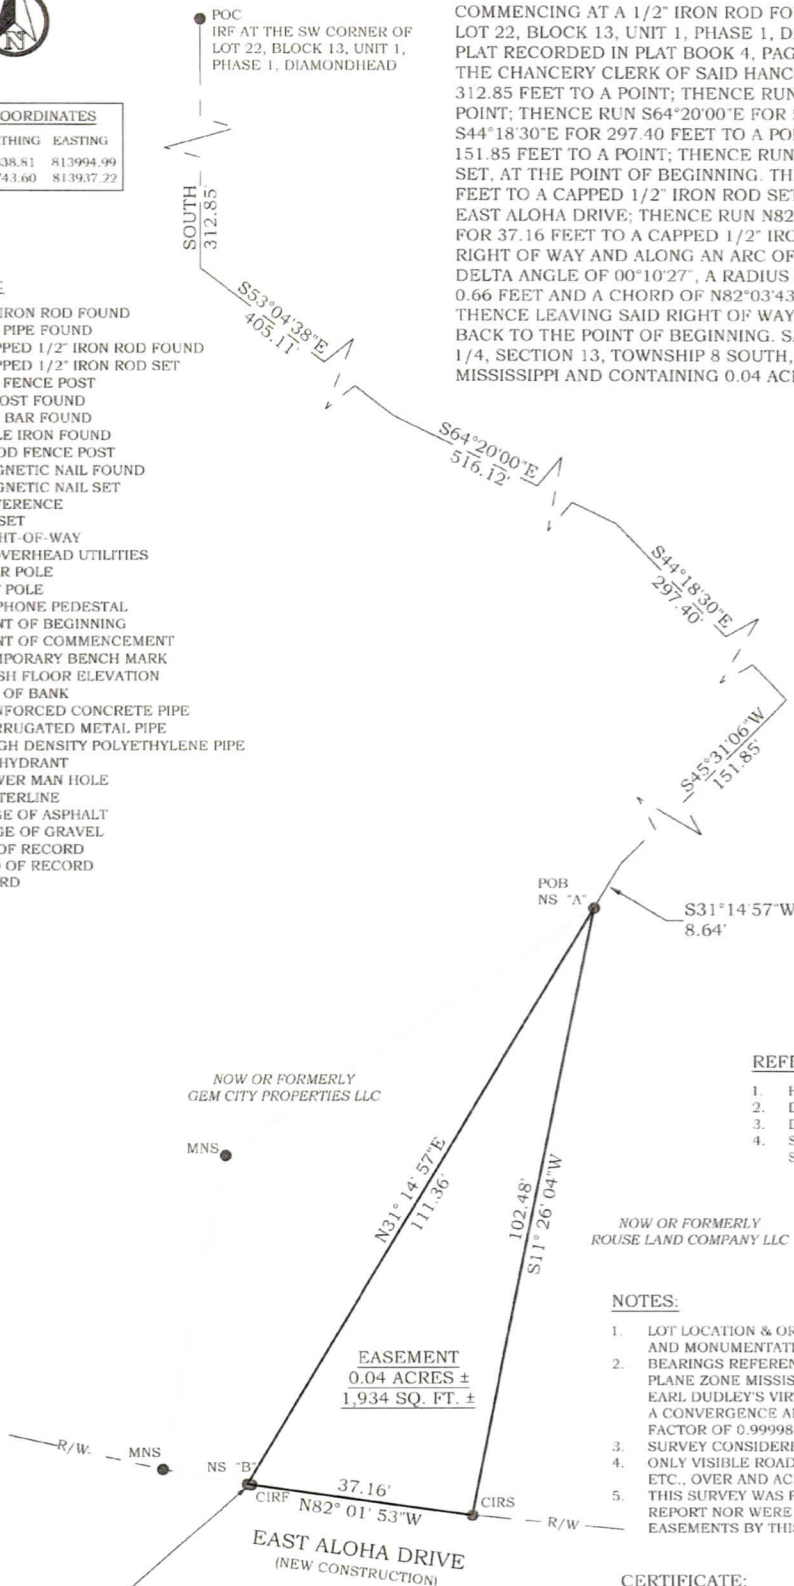 N
POC
IRF AT THE SW CORNER OF
LOT 22, BLOCK 13, UNIT 1,
PHASE 1, DIAMONDHEAD
COMMENCING AT A 1/2" IRON ROD
LOT 22, BLOCK 13, UNIT 1, PHASE 1,
PLAT RECORDED IN PLAT BOOK 4,
THE CHANCERY CLERK OF SAID
312.85 FEET TO A POINT; THENCE RUN
POINT; THENCE RUN S64°20'00"E FOR
S44°18'30"E FOR 297.40 FEET TO A
151.85 FEET TO A POINT; THENCE RUN
SET, AT THE POINT OF BEGINNING.
FEET TO A CAPPED 1/2" IRON ROD SET
EAST ALOHA DRIVE; THENCE RUN
FOR 37.16 FEET TO A CAPPED 1/2"
RIGHT OF WAY AND ALONG AN ARC OF
DELTA ANGLE OF 00°10'27", A RADIUS
0.66 FEET AND A CHORD OF N82°03'43
THENCE LEAVING SAID RIGHT OF WAY
BACK TO THE POINT OF BEGINNING.
1/4, SECTION 13, TOWNSHIP 8 SOUTH,
MISSISSIPPI AND CONTAINING 0.04
OORDINATES
THING EASTING
38.81 813994.99
43.60 813937.22
IRON ROD FOUND
PIPE FOUND
PPED 1/2" IRON ROD FOUND
PPED 1/2" IRON ROD SET
FENCE POST
OST FOUND
BAR FOUND
LE IRON FOUND
OD FENCE POST
GNETIC NAIL FOUND
GNETIC NAIL SET
FERENCE
SET
HT-OF-WAY
OVERHEAD UTILITIES
R POLE
POLE
PHONE PEDESTAL
NT OF BEGINNING
NT OF COMMENCEMENT
MPORARY BENCH MARK
SH FLOOR ELEVATION
OF BANK
NFORCED CONCRETE PIPE
RRUGATED METAL PIPE
GH DENSITY POLYETHYLENE PIPE
HYDRANT
WER MAN HOLE
TERLINE
GE OF ASPHALT
GE OF GRAVEL
OF RECORD
OF RECORD
RD
SOUTH
312.85'
S53°04'38"E
405.11'
S64°20'00"E
516.12'
S44°18'30"E
297.40'
S45°31'06"W
151.85'
POB
NS "A"
S31°14'57"W
8.64'
NOW OR FORMERLY
GEM CITY PROPERTIES LLC
MNS
N31° 14' 57"E
111.36'
102.48'
S11° 26' 04"W
REFE
1. H
2. D
3. D
4. S
S
NOW OR FORMERLY
ROUSE LAND COMPANY LLC
EASEMENT
0.04 ACRES ±
1,934 SQ. FT. ±
NOTES:
1. LOT LOCATION &
AND MONUMENTATI
2. BEARINGS REFEREN
PLANE ZONE MISSIS
EARL DUDLEY'S VIR
A CONVERGENCE
FACTOR OF 0.99998
3. SURVEY CONSIDERE
4. ONLY VISIBLE ROAD
ETC., OVER AND AC
5. THIS SURVEY WAS
REPORT NOR WERE
EASEMENTS BY THIS
R/W
MNS
NS "B"
CIRF
37.16'
N82° 01' 53"W
CIRS
R/W
EAST ALOHA DRIVE
(NEW CONSTRUCTION)
CERTIFICATE: